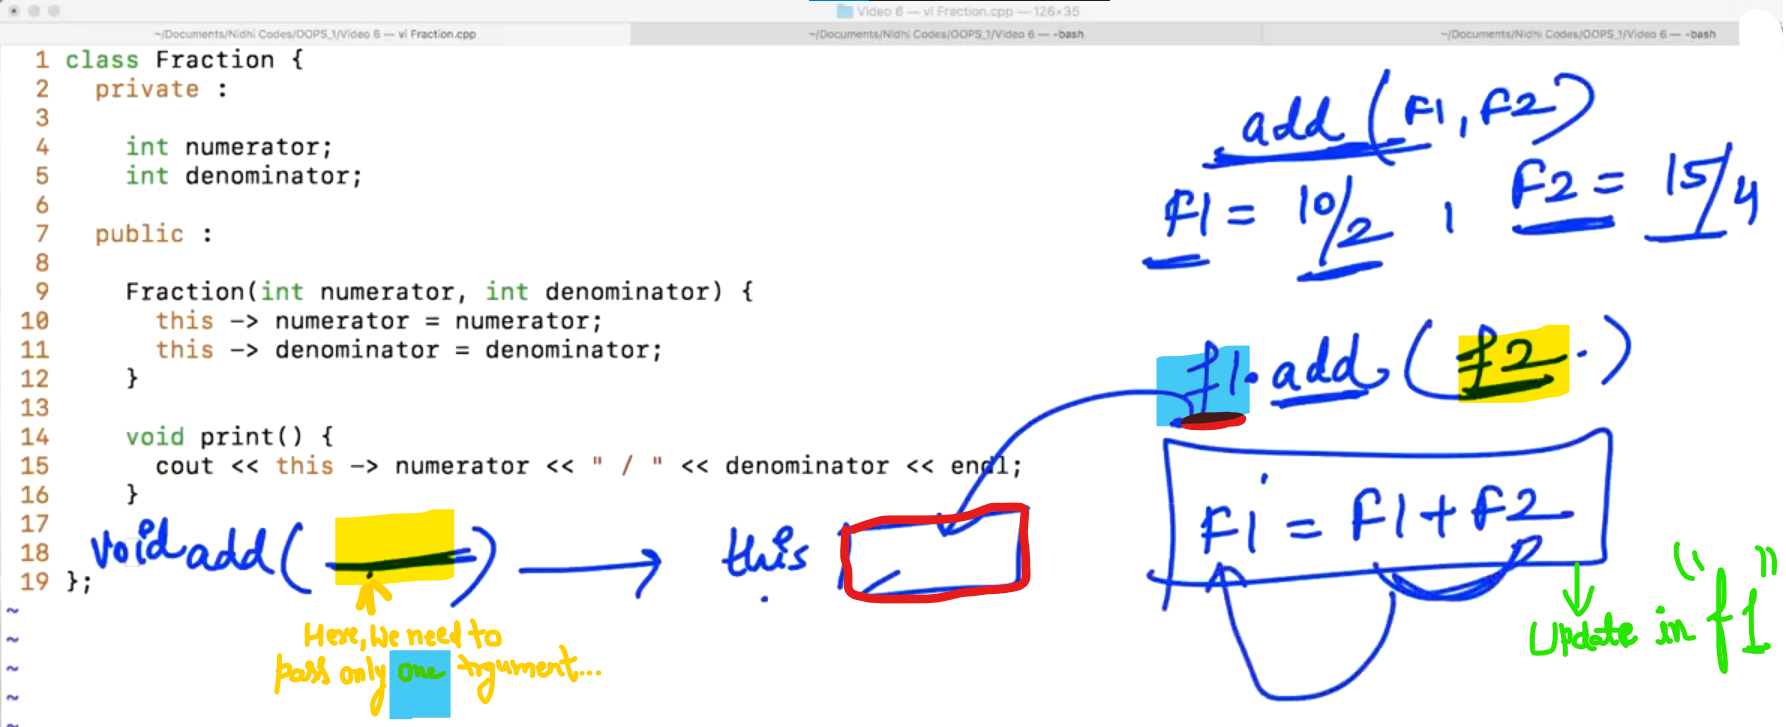 Video 6 — vi Fraction.cpp — 126×35
~/Documents/Nidhi Codes/OOPS_1/Video 6 — vi Fraction.cpp
~/Documents/Nidhi Codes/OOPS_1/Video 6 — -bash
~/Documents/Nidhi Codes/OOPS_1/Video 6 — -bash
1 class Fraction {
2 private :
3
4 int numerator;
5 int denominator;
6
7 public :
8
9 Fraction(int numerator, int denominator) {
10 this -> numerator = numerator;
11 this -> denominator = denominator;
12 }
13
14 void print() {
15 cout << this -> numerator << " / " << denominator << endl;
16 }
17
18
19 };
~
~
~
~
~
add (F1, F2)
F1 = 10/2 , F2 = 15/4
f1. add (f2.)
F1 = F1 + F2
void add( ) → this
Here, We need to
pass only one argument...
Update in "f1"